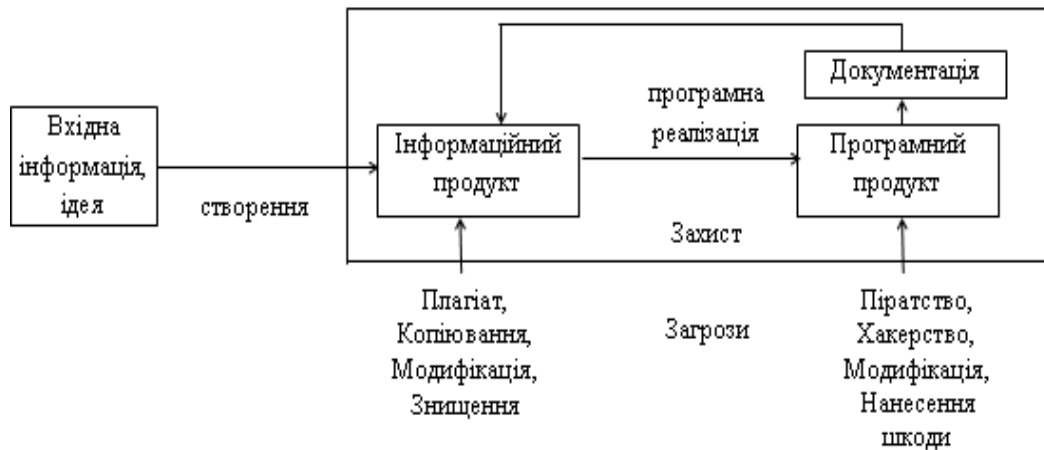 Вхідна
інформація,
ідея
створення
Інформаційний
продукт
програмна
реалізація
Документація
Програмний
продукт
Захист
Плагіат,
Копіювання,
Модифікація,
Знищення
Загрози
Піратство,
Хакерство,
Модифікація,
Нанесення
шкоди